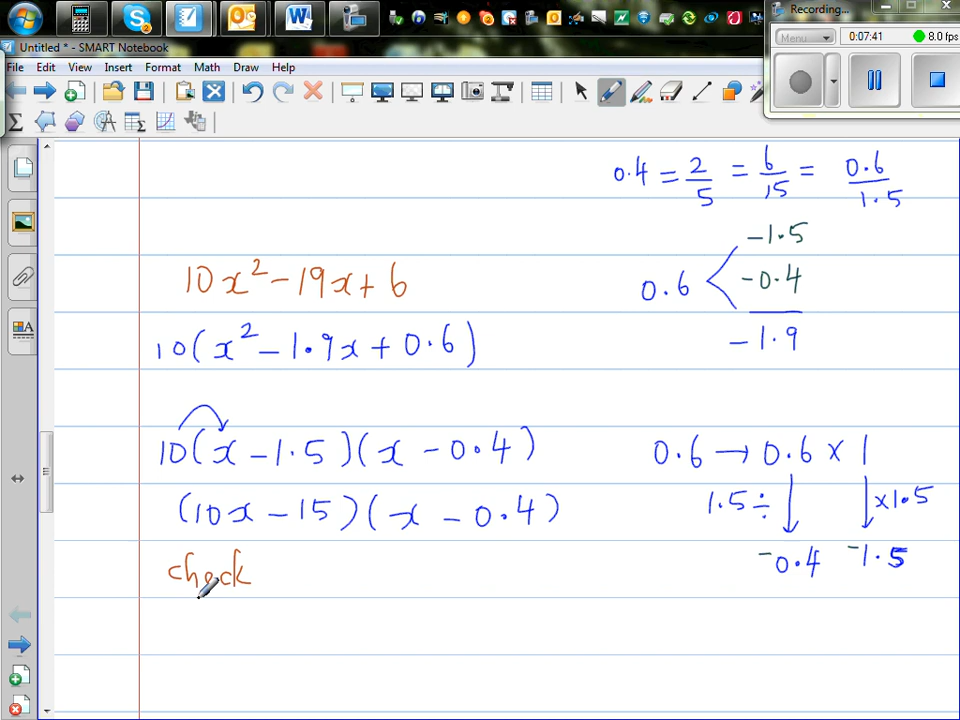 Recording...
Menu
0:07:41
8.0 fps
Untitled * - SMART Notebook
File Edit View Insert Format Math Draw Help
0.4 = 2/5 = 6/15 = 0.6/1.5
10x² - 19x + 6
0.6 < -1.5
-0.4
-1.9
10(x² - 1.9x + 0.6)
10(x - 1.5)(x - 0.4)
0.6 → 0.6 × 1
(10x - 15)(x - 0.4)
1.5 ÷ ×1.5
-0.4 -1.5
check